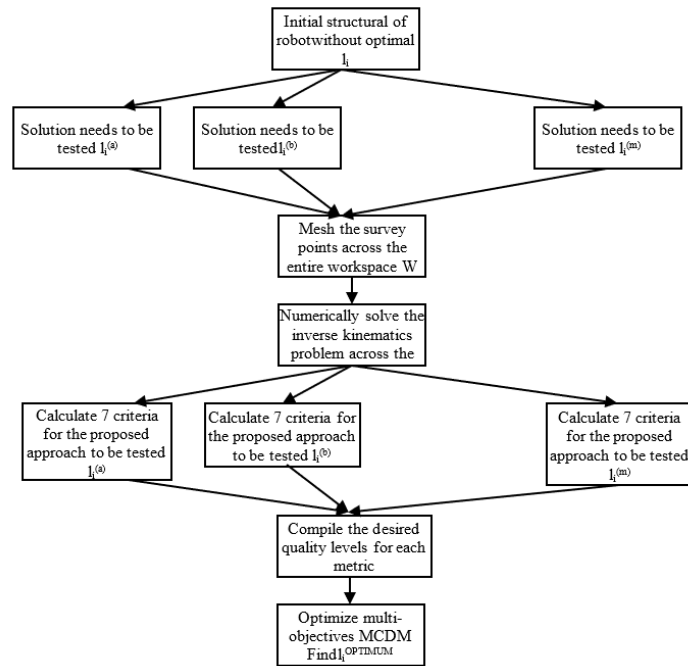 Initial structural of
robotwithout optimal
lᵢ
Solution needs to be
tested lᵢ⁽ᵃ⁾
Solution needs to be
testedlᵢ⁽ᵇ⁾
Solution needs to be
tested lᵢ⁽ᵐ⁾
Mesh the survey
points across the
entire workspace W
Numerically solve the
inverse kinematics
problem across the
Calculate 7 criteria
for the proposed
approach to be tested
lᵢ⁽ᵃ⁾
Calculate 7 criteria for
the proposed approach
to be tested lᵢ⁽ᵇ⁾
Calculate 7 criteria
for the proposed
approach to be tested
lᵢ⁽ᵐ⁾
Compile the desired
quality levels for each
metric
Optimize multi-
objectives MCDM
Findlᵢᴼᴾᵀᴵᴹᵁᴹ